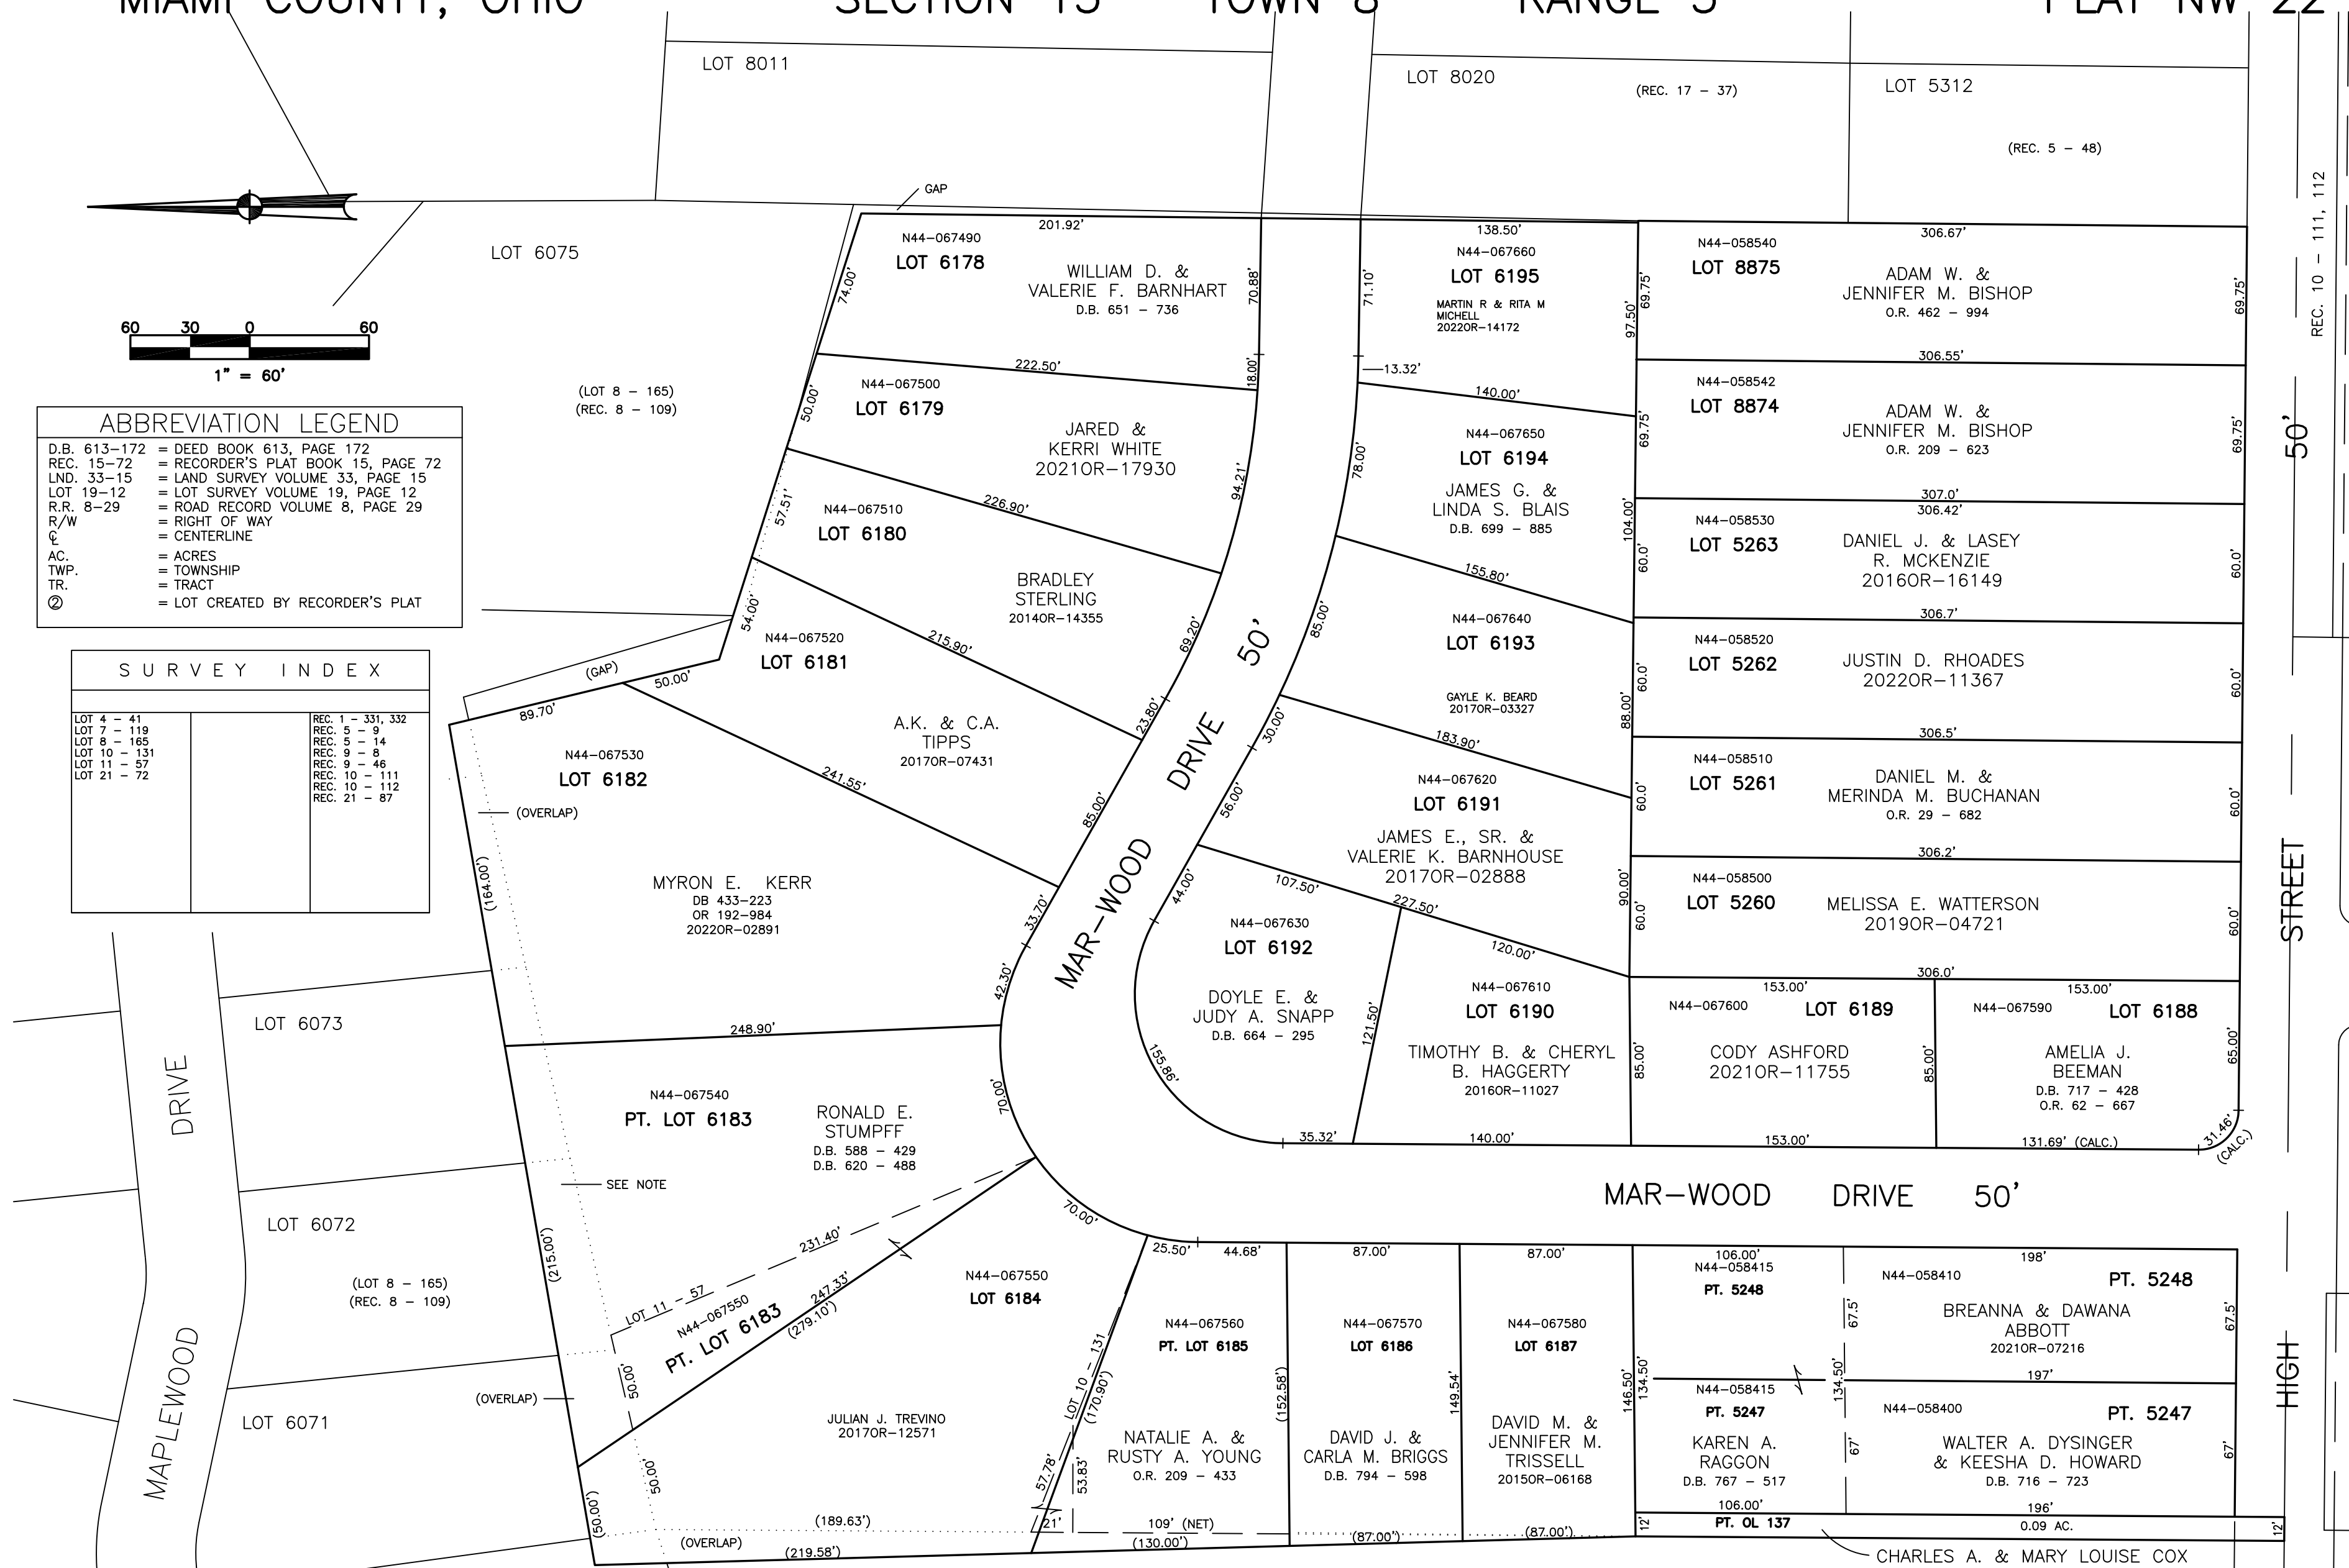 MIAMI COUNTY, OHIO
SECTION 15
TOWN 8
RANGE 5
PLAT NW 22
LOT 8011
LOT 8020
(REC. 17 – 37)
LOT 5312
(REC. 5 – 48)
REC. 10 – 111, 112
GAP
LOT 6075
(LOT 8 – 165)
(REC. 8 – 109)
60 30 0 60
1" = 60'
ABBREVIATION LEGEND
D.B. 613–172 = DEED BOOK 613, PAGE 172
REC. 15–72 = RECORDER'S PLAT BOOK 15, PAGE 72
LND. 33–15 = LAND SURVEY VOLUME 33, PAGE 15
LOT 19–12 = LOT SURVEY VOLUME 19, PAGE 12
R.R. 8–29 = ROAD RECORD VOLUME 8, PAGE 29
R/W = RIGHT OF WAY
℄ = CENTERLINE
AC. = ACRES
TWP. = TOWNSHIP
TR. = TRACT
② = LOT CREATED BY RECORDER'S PLAT
SURVEY INDEX
LOT 4 – 41
LOT 7 – 119
LOT 8 – 165
LOT 10 – 131
LOT 11 – 57
LOT 21 – 72
REC. 1 – 331, 332
REC. 5 – 9
REC. 5 – 14
REC. 9 – 8
REC. 9 – 46
REC. 10 – 111
REC. 10 – 112
REC. 21 – 87
201.92'
N44–067490
LOT 6178
WILLIAM D. &
VALERIE F. BARNHART
D.B. 651 – 736
74.00'
70.88'
18.00'
222.50'
N44–067500
LOT 6179
JARED &
KERRI WHITE
2021OR–17930
50.00'
94.21'
226.90'
N44–067510
LOT 6180
BRADLEY
STERLING
2014OR–14355
57.51'
69.20'
23.80'
215.90'
N44–067520
LOT 6181
A.K. & C.A.
TIPPS
2017OR–07431
54.00'
(GAP)
50.00'
85.00'
241.55'
89.70'
N44–067530
LOT 6182
(OVERLAP)
(164.00')
MYRON E. KERR
DB 433–223
OR 192–984
2022OR–02891
33.70'
42.30'
248.90'
N44–067540
PT. LOT 6183
RONALD E.
STUMPFF
D.B. 588 – 429
D.B. 620 – 488
70.00'
SEE NOTE
(215.00')
231.40'
LOT 11 – 57
N44–067550
PT. LOT 6183
247.33'
(279.10')
50.00'
50.00'
(50.00')
(OVERLAP)
70.00'
N44–067550
LOT 6184
JULIAN J. TREVINO
2017OR–12571
(189.63')
(OVERLAP)
(219.58')
LOT 10 – 131
(170.90')
57.78'
53.83'
21'
25.50'
44.68'
N44–067560
PT. LOT 6185
NATALIE A. &
RUSTY A. YOUNG
O.R. 209 – 433
109' (NET)
(130.00')
(152.58')
87.00'
N44–067570
LOT 6186
DAVID J. &
CARLA M. BRIGGS
D.B. 794 – 598
(87.00')
149.54'
87.00'
N44–067580
LOT 6187
DAVID M. &
JENNIFER M.
TRISSELL
2015OR–06168
(87.00')
146.50'
134.50'
106.00'
N44–058415
PT. 5248
N44–058415
PT. 5247
KAREN A.
RAGGON
D.B. 767 – 517
106.00'
67.5'
134.50'
67'
198'
N44–058410
PT. 5248
BREANNA & DAWANA
ABBOTT
2021OR–07216
67.5'
197'
N44–058400
PT. 5247
WALTER A. DYSINGER
& KEESHA D. HOWARD
D.B. 716 – 723
67'
196'
12'
PT. OL 137
0.09 AC.
12'
CHARLES A. & MARY LOUISE COX
138.50'
N44–067660
LOT 6195
MARTIN R & RITA M
MICHELL
2022OR–14172
71.10'
13.32'
97.50'
140.00'
N44–067650
LOT 6194
JAMES G. &
LINDA S. BLAIS
D.B. 699 – 885
78.00'
104.00'
155.80'
N44–067640
LOT 6193
GAYLE K. BEARD
2017OR–03327
85.00'
88.00'
30.00'
183.90'
N44–067620
LOT 6191
JAMES E., SR. &
VALERIE K. BARNHOUSE
2017OR–02888
56.00'
90.00'
107.50'
227.50'
120.00'
44.00'
N44–067630
LOT 6192
DOYLE E. &
JUDY A. SNAPP
D.B. 664 – 295
155.86'
35.32'
121.50'
N44–067610
LOT 6190
TIMOTHY B. & CHERYL
B. HAGGERTY
2016OR–11027
140.00'
85.00'
153.00'
N44–067600
LOT 6189
CODY ASHFORD
2021OR–11755
153.00'
85.00'
153.00'
N44–067590
LOT 6188
AMELIA J.
BEEMAN
D.B. 717 – 428
O.R. 62 – 667
65.00'
131.69' (CALC.)
31.46'
(CALC.)
306.67'
N44–058540
LOT 8875
ADAM W. &
JENNIFER M. BISHOP
O.R. 462 – 994
69.75'
69.75'
306.55'
N44–058542
LOT 8874
ADAM W. &
JENNIFER M. BISHOP
O.R. 209 – 623
69.75'
69.75'
307.0'
306.42'
N44–058530
LOT 5263
DANIEL J. & LASEY
R. MCKENZIE
2016OR–16149
60.0'
60.0'
306.7'
N44–058520
LOT 5262
JUSTIN D. RHOADES
2022OR–11367
60.0'
60.0'
306.5'
N44–058510
LOT 5261
DANIEL M. &
MERINDA M. BUCHANAN
O.R. 29 – 682
60.0'
60.0'
306.2'
N44–058500
LOT 5260
MELISSA E. WATTERSON
2019OR–04721
60.0'
60.0'
306.0'
MAR–WOOD DRIVE 50'
MAR–WOOD DRIVE 50'
HIGH STREET 50'
MAPLEWOOD DRIVE
LOT 6073
LOT 6072
(LOT 8 – 165)
(REC. 8 – 109)
LOT 6071